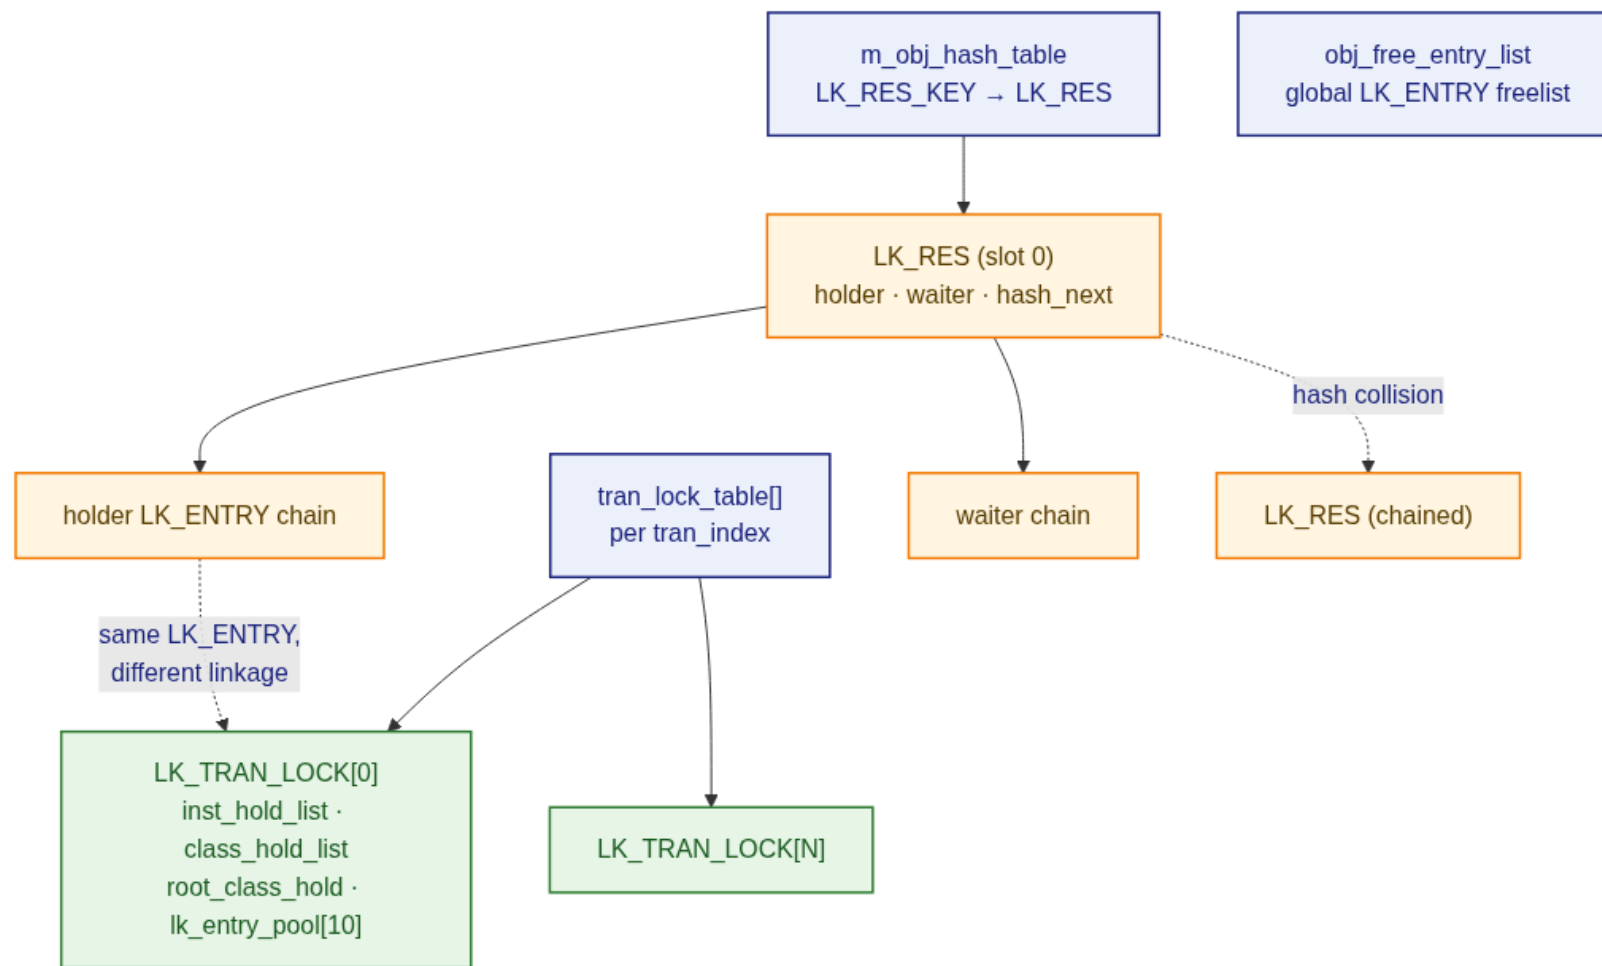 m_obj_hash_table
LK_RES_KEY → LK_RES
obj_free_entry_list
global LK_ENTRY freelist
LK_RES (slot 0)
holder · waiter · hash_next
hash collision
holder LK_ENTRY chain
tran_lock_table[]
per tran_index
waiter chain
LK_RES (chained)
same LK_ENTRY,
different linkage
LK_TRAN_LOCK[0]
inst_hold_list ·
class_hold_list
root_class_hold ·
lk_entry_pool[10]
LK_TRAN_LOCK[N]